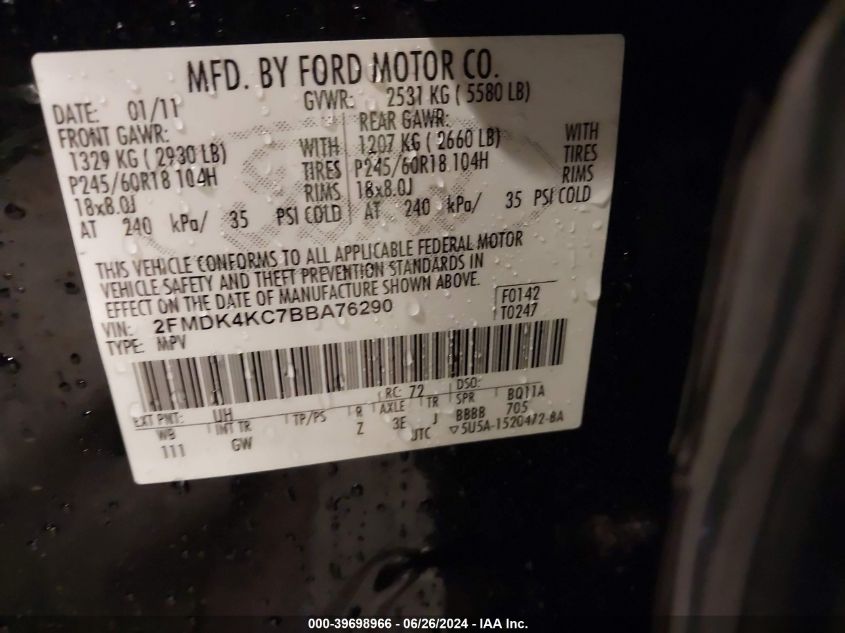 MFD. BY FORD MOTOR CO.
DATE: 01/11 GVWR: 2531 KG ( 5580 LB)
FRONT GAWR: REAR GAWR:
1329 KG ( 2930 LB) WITH 1207 KG ( 2660 LB) WITH
P245/60R18 104H TIRES P245/60R18 104H TIRES
18x8.0J RIMS 18x8.0J RIMS
AT 240 kPa/ 35 PSI COLD AT 240 kPa/ 35 PSI COLD
THIS VEHICLE CONFORMS TO ALL APPLICABLE FEDERAL MOTOR
VEHICLE SAFETY AND THEFT PREVENTION STANDARDS IN
EFFECT ON THE DATE OF MANUFACTURE SHOWN ABOVE.
VIN: 2FMDK4KC7BBA76290 F0142
TYPE: MPV T0247
EXT PNT: UH RC: 72 DSO:
WB INT TR TP/PS R AXLE TR SPR BQ11A
111 GW Z 3E J BBBB 705
UTC ▽5U5A-1520472-BA
000-39698966 - 06/26/2024 - IAA Inc.